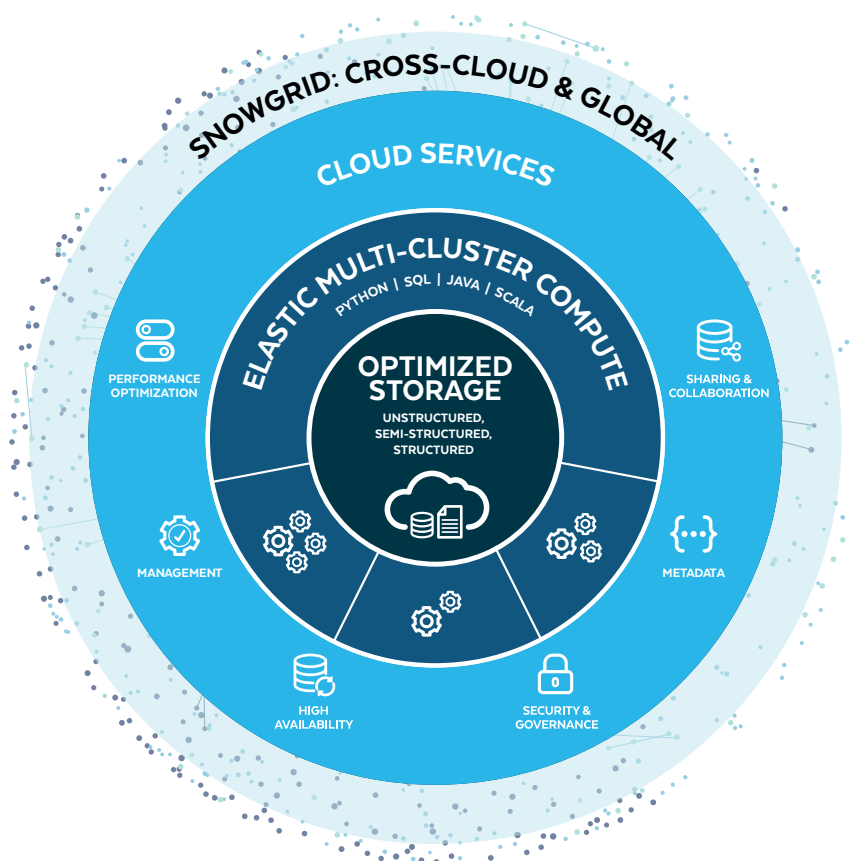 SNOWGRID: CROSS-CLOUD & GLOBAL
CLOUD SERVICES
ELASTIC MULTI-CLUSTER COMPUTE
PYTHON | SQL | JAVA | SCALA
OPTIMIZED
STORAGE
UNSTRUCTURED,
SEMI-STRUCTURED,
STRUCTURED
PERFORMANCE
OPTIMIZATION
SHARING &
COLLABORATION
MANAGEMENT
METADATA
HIGH
AVAILABILITY
SECURITY &
GOVERNANCE